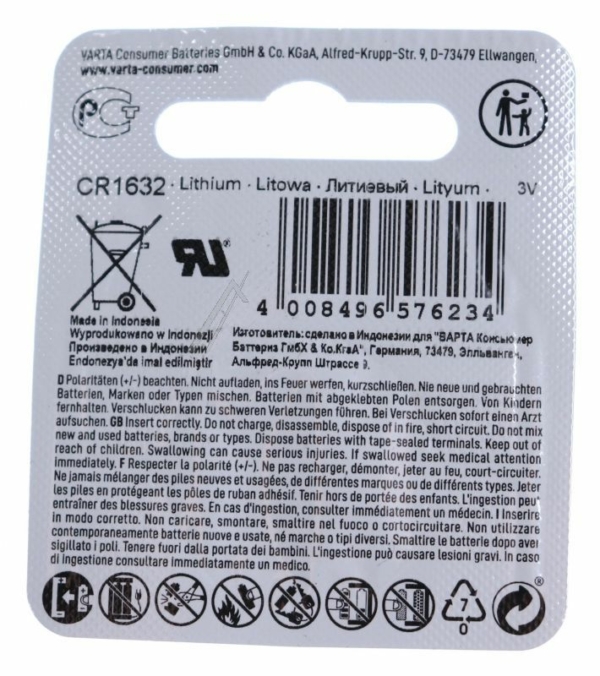 VARTA Consumer Batteries GmbH & Co. KGaA, Alfred-Krupp-Str. 9, D-73479 Ellwangen,
www.varta-consumer.com
CR1632 · Lithium · Litowa · Литиевый · Lityum · 3V
4 008496 576234
Made in Indonesia
Wyprodukowano w Indonezji
Произведено в Индонезии
Endonezya'da imal edilmiştir
Изготовитель:сделано в Индонезии для "ВАРТА Консьюмер
Баттериз ГмбХ & Ко.КгаА", Германия, 73479, Элльванген,
Альфред-Крупп Штрассе 9.
D Polaritäten (+/-) beachten. Nicht aufladen, ins Feuer werfen, kurzschließen. Nie neue und gebrauchten
Batterien, Marken oder Typen mischen. Batterien mit abgeklebten Polen entsorgen. Von Kindern
fernhalten. Verschlucken kann zu schweren Verletzungen führen. Bei Verschlucken sofort einen Arzt
aufsuchen. GB Insert correctly. Do not charge, disassemble, dispose of in fire, short circuit. Do not mix
new and used batteries, brands or types. Dispose batteries with tape-sealed terminals. Keep out of
reach of children. Swallowing can cause serious injuries. If swallowed seek medical attention
immediately. F Respecter la polarité (+/-). Ne pas recharger, démonter, jeter au feu, court-circuiter.
Ne jamais mélanger des piles neuves et usagées, de différentes marques ou de différents types. Jeter
les piles en protégeant les pôles de ruban adhésif. Tenir hors de portée des enfants. L'ingestion peut
entraîner des blessures graves. En cas d'ingestion, consulter immédiatement un médecin. I Inserire
in modo corretto. Non caricare, smontare, smaltire nel fuoco o cortocircuitare. Non utilizzare
contemporaneamente batterie nuove e usate, né marche o tipi diversi. Smaltire le batterie dopo aver
sigillato i poli. Tenere fuori dalla portata dei bambini. L'ingestione può causare lesioni gravi. In caso
di ingestione consultare immediatamente un medico.
7
0